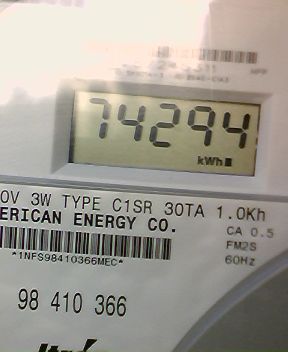 74294
kWh
0V 3W TYPE C1SR 30TA 1.0Kh
ERICAN ENERGY CO.
CA 0.5
FM2S
*1NFS98410366MEC*
60Hz
98 410 366